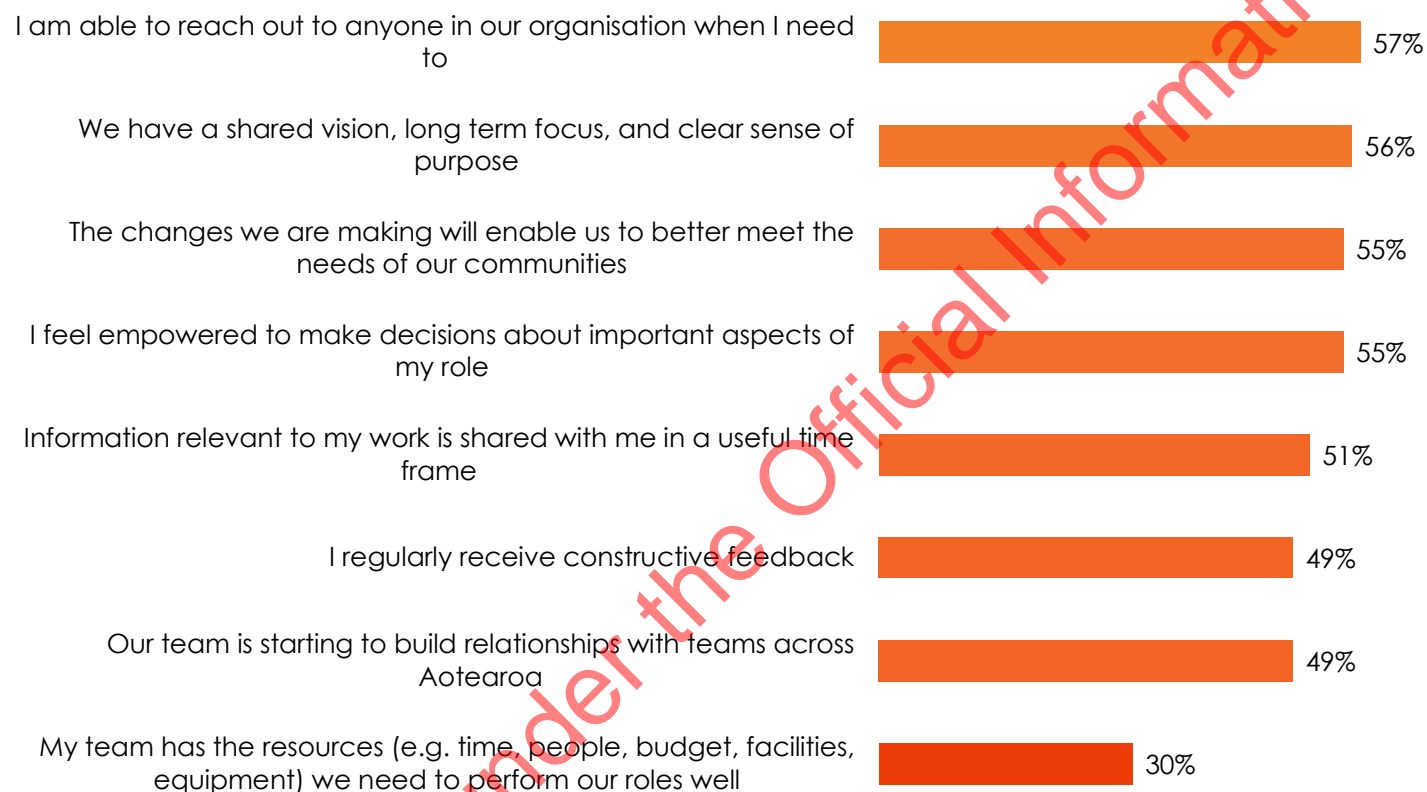 I am able to reach out to anyone in our organisation when I need
to
57%
We have a shared vision, long term focus, and clear sense of
purpose
56%
The changes we are making will enable us to better meet the
needs of our communities
55%
I feel empowered to make decisions about important aspects of
my role
55%
Information relevant to my work is shared with me in a useful time
frame
51%
I regularly receive constructive feedback
49%
Our team is starting to build relationships with teams across
Aotearoa
49%
My team has the resources (e.g. time, people, budget, facilities,
equipment) we need to perform our roles well
30%
the Official